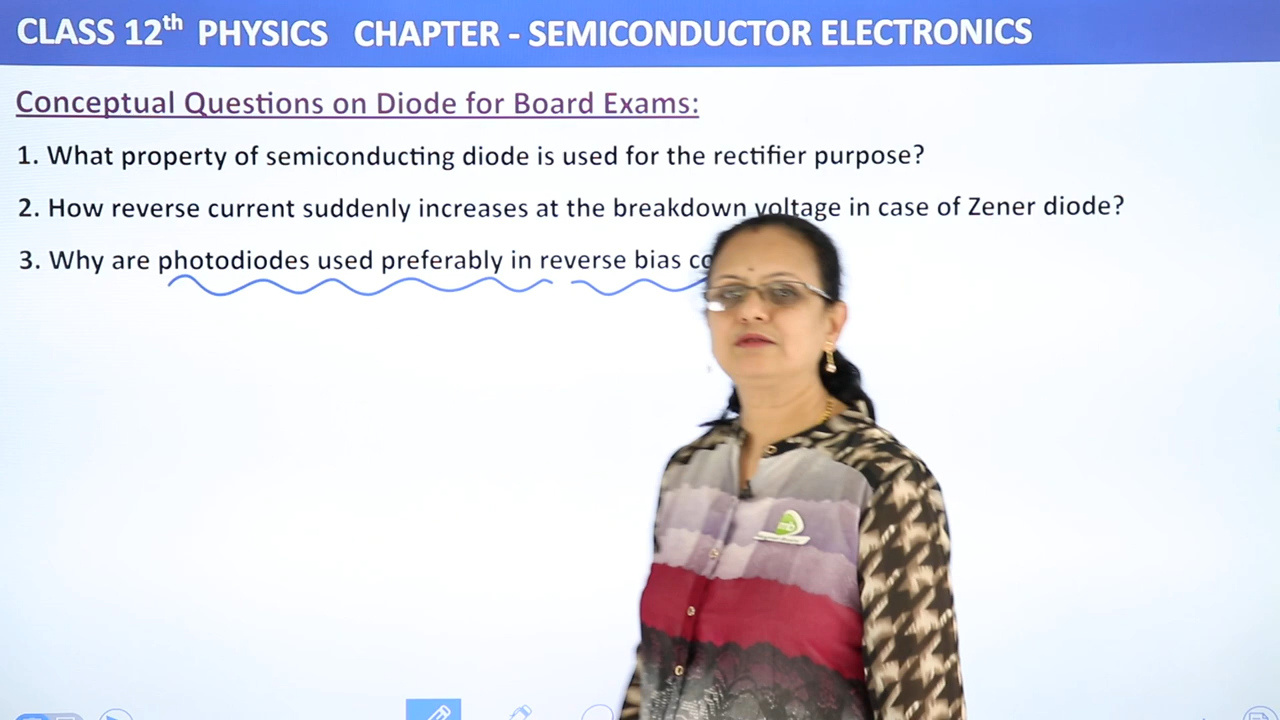 CLASS 12th PHYSICS CHAPTER - SEMICONDUCTOR ELECTRONICS
Conceptual Questions on Diode for Board Exams:
1. What property of semiconducting diode is used for the rectifier purpose?
2. How reverse current suddenly increases at the breakdown voltage in case of Zener diode?
3. Why are photodiodes used preferably in reverse bias